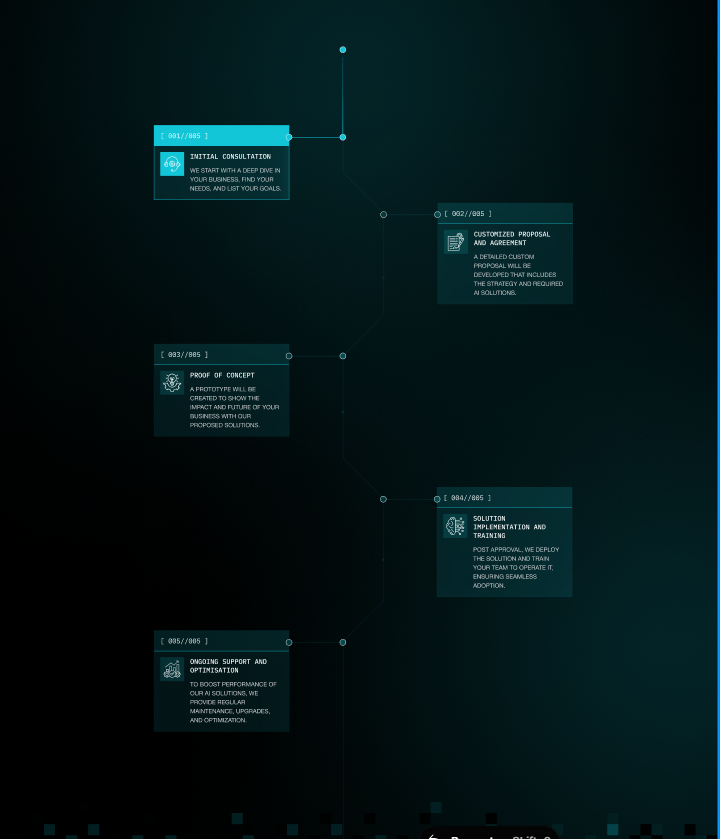 [ 001//005 ]
INITIAL CONSULTATION
WE START WITH A DEEP DIVE IN
YOUR BUSINESS, FIND YOUR
NEEDS, AND LIST YOUR GOALS.
[ 002//005 ]
CUSTOMIZED PROPOSAL
AND AGREEMENT
A DETAILED CUSTOM
PROPOSAL WILL BE
DEVELOPED THAT INCLUDES
THE STRATEGY AND REQUIRED
AI SOLUTIONS.
[ 003//005 ]
PROOF OF CONCEPT
A PROTOTYPE WILL BE
CREATED TO SHOW THE
IMPACT AND FUTURE OF YOUR
BUSINESS WITH OUR
PROPOSED SOLUTIONS.
[ 004//005 ]
SOLUTION
IMPLEMENTATION AND
TRAINING
POST APPROVAL, WE DEPLOY
THE SOLUTION AND TRAIN
YOUR TEAM TO OPERATE IT,
ENSURING SEAMLESS
ADOPTION.
[ 005//005 ]
ONGOING SUPPORT AND
OPTIMISATION
TO BOOST PERFORMANCE OF
OUR AI SOLUTIONS, WE
PROVIDE REGULAR
MAINTENANCE, UPGRADES,
AND OPTIMIZATION.